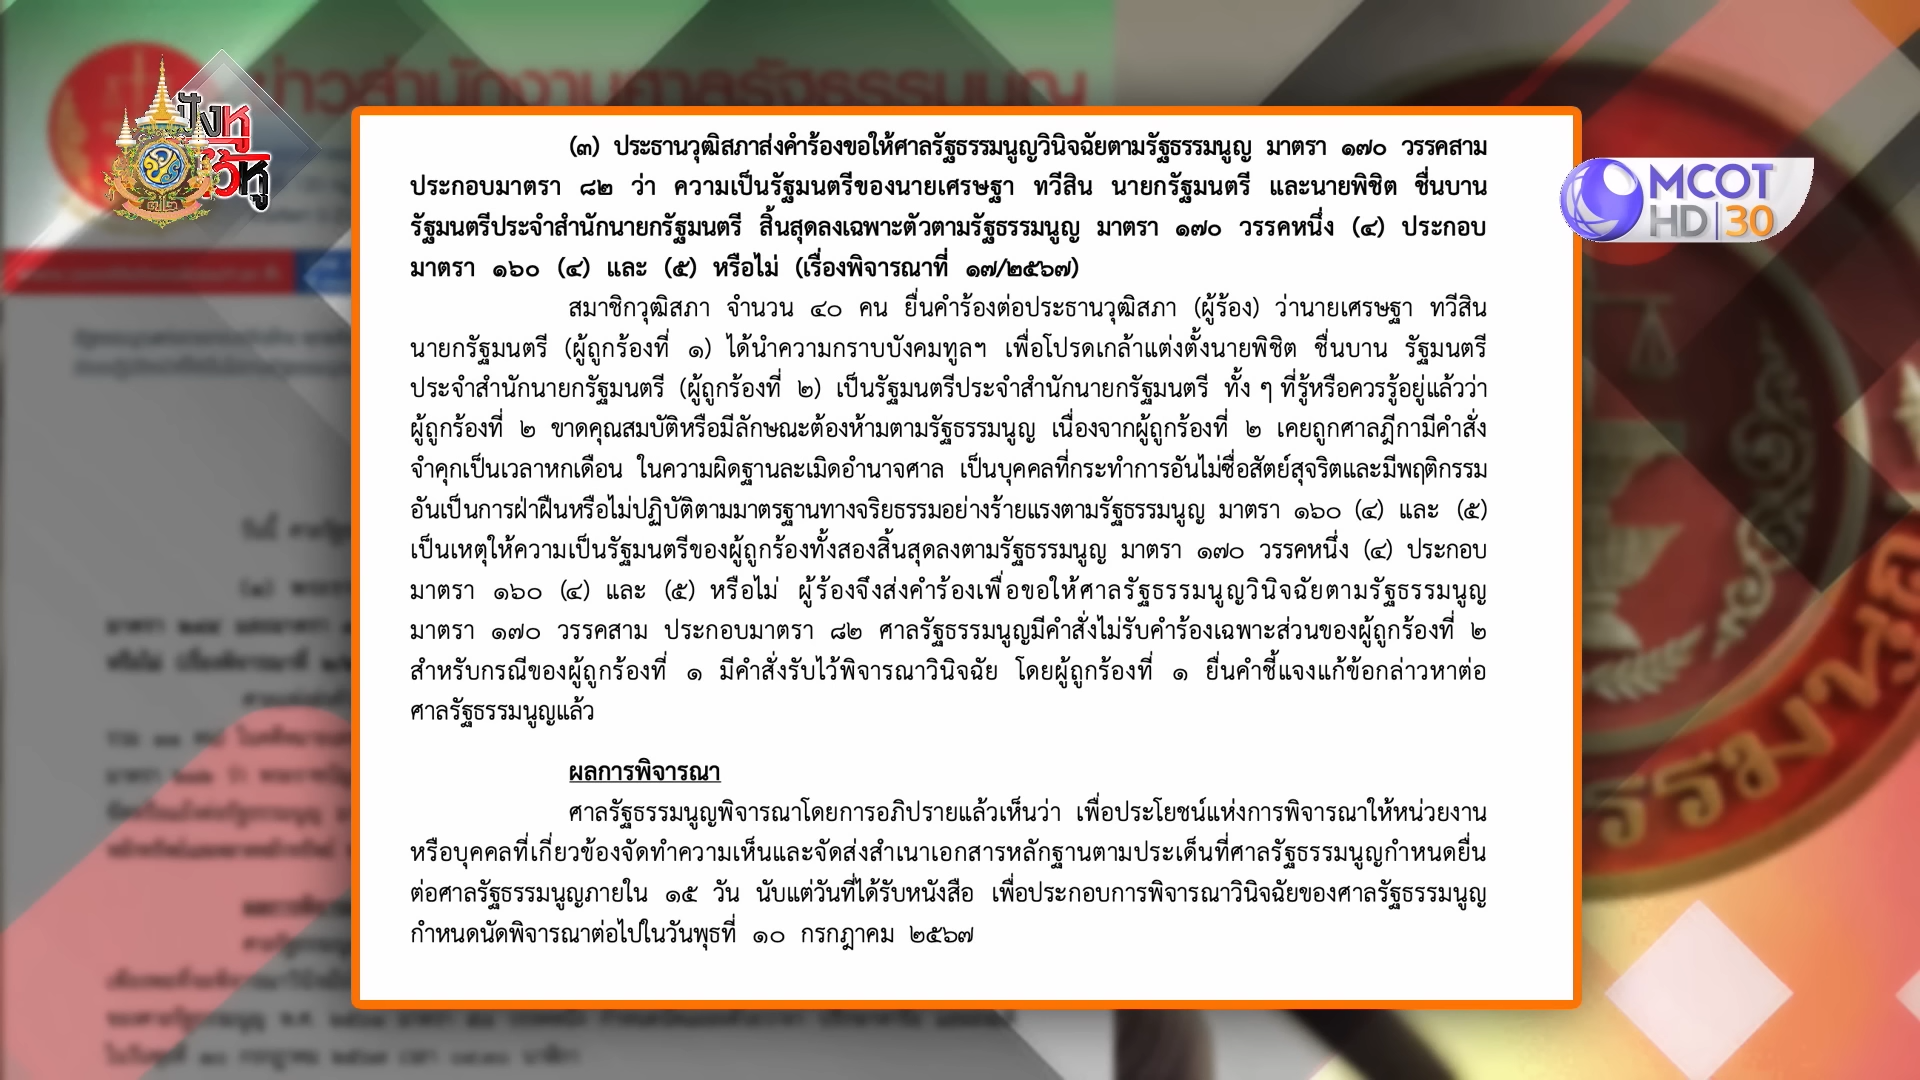 ข่าวสำนักงานศาลรัฐธรรมนูญ
ฟังหู
ไว้หู
MCOT
HD 30
(๓) ประธานวุฒิสภาส่งคำร้องขอให้ศาลรัฐธรรมนูญวินิจฉัยตามรัฐธรรมนูญ มาตรา ๑๗๐ วรรคสาม
ประกอบมาตรา ๘๒ ว่า ความเป็นรัฐมนตรีของนายเศรษฐา ทวีสิน นายกรัฐมนตรี และนายพิชิต ชื่นบาน
รัฐมนตรีประจำสำนักนายกรัฐมนตรี สิ้นสุดลงเฉพาะตัวตามรัฐธรรมนูญ มาตรา ๑๗๐ วรรคหนึ่ง (๔) ประกอบ
มาตรา ๑๖๐ (๔) และ (๕) หรือไม่ (เรื่องพิจารณาที่ ๑๗/๒๕๖๗)
สมาชิกวุฒิสภา จำนวน ๔๐ คน ยื่นคำร้องต่อประธานวุฒิสภา (ผู้ร้อง) ว่านายเศรษฐา ทวีสิน
นายกรัฐมนตรี (ผู้ถูกร้องที่ ๑) ได้นำความกราบบังคมทูลฯ เพื่อโปรดเกล้าแต่งตั้งนายพิชิต ชื่นบาน รัฐมนตรี
ประจำสำนักนายกรัฐมนตรี (ผู้ถูกร้องที่ ๒) เป็นรัฐมนตรีประจำสำนักนายกรัฐมนตรี ทั้ง ๆ ที่รู้หรือควรรู้อยู่แล้วว่า
ผู้ถูกร้องที่ ๒ ขาดคุณสมบัติหรือมีลักษณะต้องห้ามตามรัฐธรรมนูญ เนื่องจากผู้ถูกร้องที่ ๒ เคยถูกศาลฎีกามีคำสั่ง
จำคุกเป็นเวลาหกเดือน ในความผิดฐานละเมิดอำนาจศาล เป็นบุคคลที่กระทำการอันไม่ซื่อสัตย์สุจริตและมีพฤติกรรม
อันเป็นการฝ่าฝืนหรือไม่ปฏิบัติตามมาตรฐานทางจริยธรรมอย่างร้ายแรงตามรัฐธรรมนูญ มาตรา ๑๖๐ (๔) และ (๕)
เป็นเหตุให้ความเป็นรัฐมนตรีของผู้ถูกร้องทั้งสองสิ้นสุดลงตามรัฐธรรมนูญ มาตรา ๑๗๐ วรรคหนึ่ง (๔) ประกอบ
มาตรา ๑๖๐ (๔) และ (๕) หรือไม่ ผู้ร้องจึงส่งคำร้องเพื่อขอให้ศาลรัฐธรรมนูญวินิจฉัยตามรัฐธรรมนูญ
มาตรา ๑๗๐ วรรคสาม ประกอบมาตรา ๘๒ ศาลรัฐธรรมนูญมีคำสั่งไม่รับคำร้องเฉพาะส่วนของผู้ถูกร้องที่ ๒
สำหรับกรณีของผู้ถูกร้องที่ ๑ มีคำสั่งรับไว้พิจารณาวินิจฉัย โดยผู้ถูกร้องที่ ๑ ยื่นคำชี้แจงแก้ข้อกล่าวหาต่อ
ศาลรัฐธรรมนูญแล้ว
ผลการพิจารณา
ศาลรัฐธรรมนูญพิจารณาโดยการอภิปรายแล้วเห็นว่า เพื่อประโยชน์แห่งการพิจารณาให้หน่วยงาน
หรือบุคคลที่เกี่ยวข้องจัดทำความเห็นและจัดส่งสำเนาเอกสารหลักฐานตามประเด็นที่ศาลรัฐธรรมนูญกำหนดยื่น
ต่อศาลรัฐธรรมนูญภายใน ๑๕ วัน นับแต่วันที่ได้รับหนังสือ เพื่อประกอบการพิจารณาวินิจฉัยของศาลรัฐธรรมนูญ
กำหนดนัดพิจารณาต่อไปในวันพุธที่ ๑๐ กรกฎาคม ๒๕๖๗